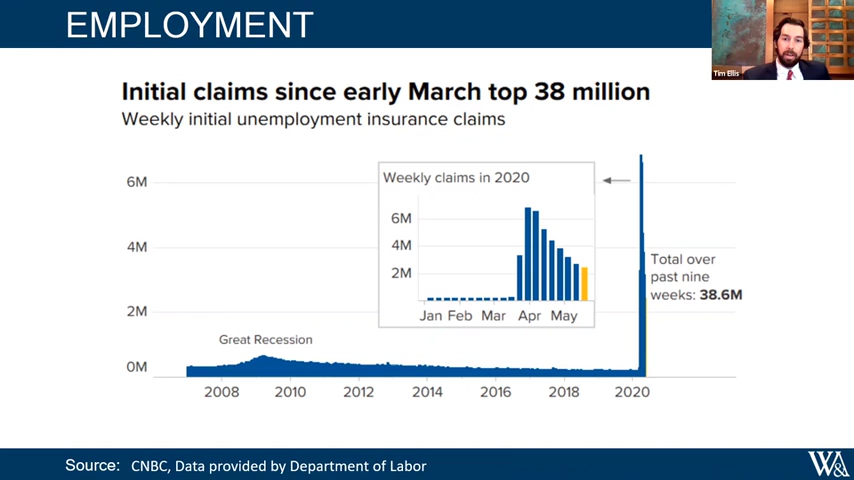 EMPLOYMENT
Tim Ellis
Initial claims since early March top 38 million
Weekly initial unemployment insurance claims
Weekly claims in 2020
6M
4M
2M
0M
6M
4M
2M
Jan Feb Mar Apr May
Total over
past nine
weeks: 38.6M
Great Recession
2008 2010 2012 2014 2016 2018 2020
Source: CNBC, Data provided by Department of Labor
WA&